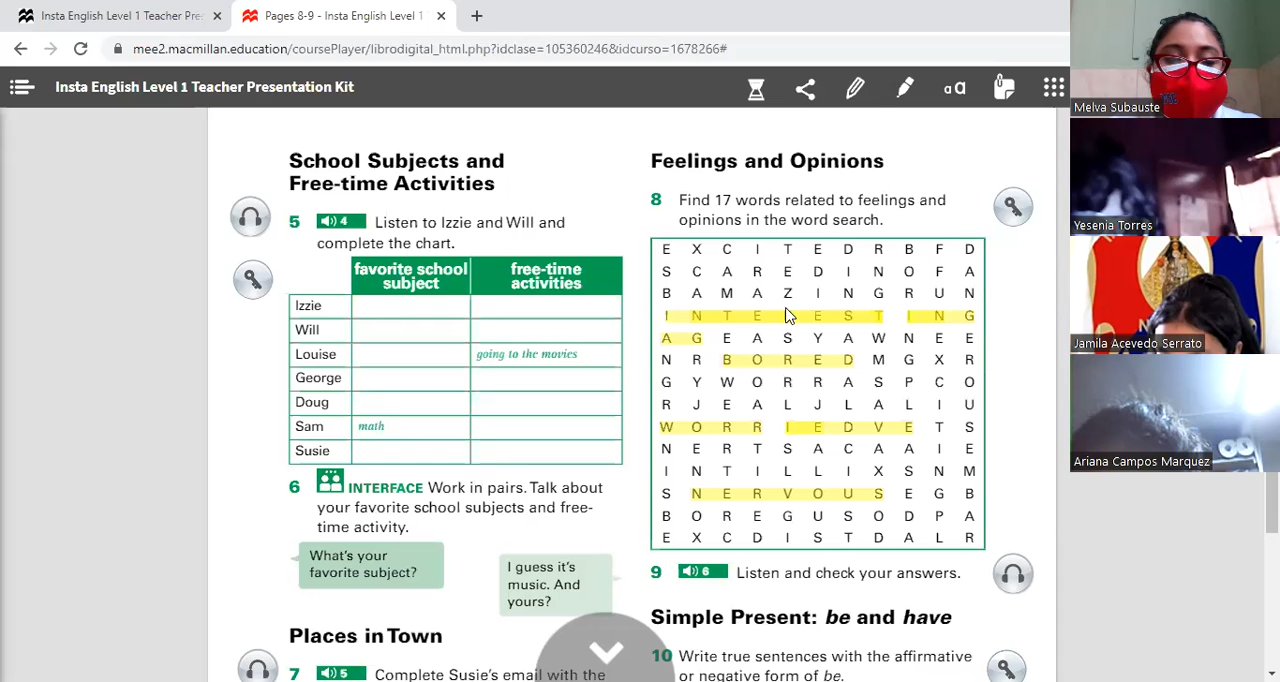 Insta English Level 1 Teacher Pre
Pages 8-9 - Insta English Level 1
mee2.macmillan.education/coursePlayer/librodigital_html.php?idclase=105360246&idcurso=1678266#
Insta English Level 1 Teacher Presentation Kit
aa
School Subjects and
Free-time Activities
5 4 Listen to Izzie and Will and
complete the chart.
favorite school
subject
free-time
activities
Izzie
Will
Louise going to the movies
George
Doug
Sam math
Susie
6 INTERFACE Work in pairs. Talk about
your favorite school subjects and free-
time activity.
What's your
favorite subject?
I guess it's
music. And
yours?
Places in Town
7 5 Complete Susie's email with the
Feelings and Opinions
8 Find 17 words related to feelings and
opinions in the word search.
E X C I T E D R B F D
S C A R E D I N O F A
B A M A Z I N G R U N
I N T E E S T I N G
A G E A S Y A W N E E
N R B O R E D M G X R
G Y W O R R A S P C O
R J E A L J L A L I U
W O R R I E D V E T S
N E R T S A C A A I E
I N T I L L I X S N M
S N E R V O U S E G B
B O R E G U S O D P A
E X C D I S T D A L R
9 6 Listen and check your answers.
Simple Present: be and have
10 Write true sentences with the affirmative
or negative form of be.
Melva Subauste
Yesenia Torres
Jamila Acevedo Serrato
Ariana Campos Marquez